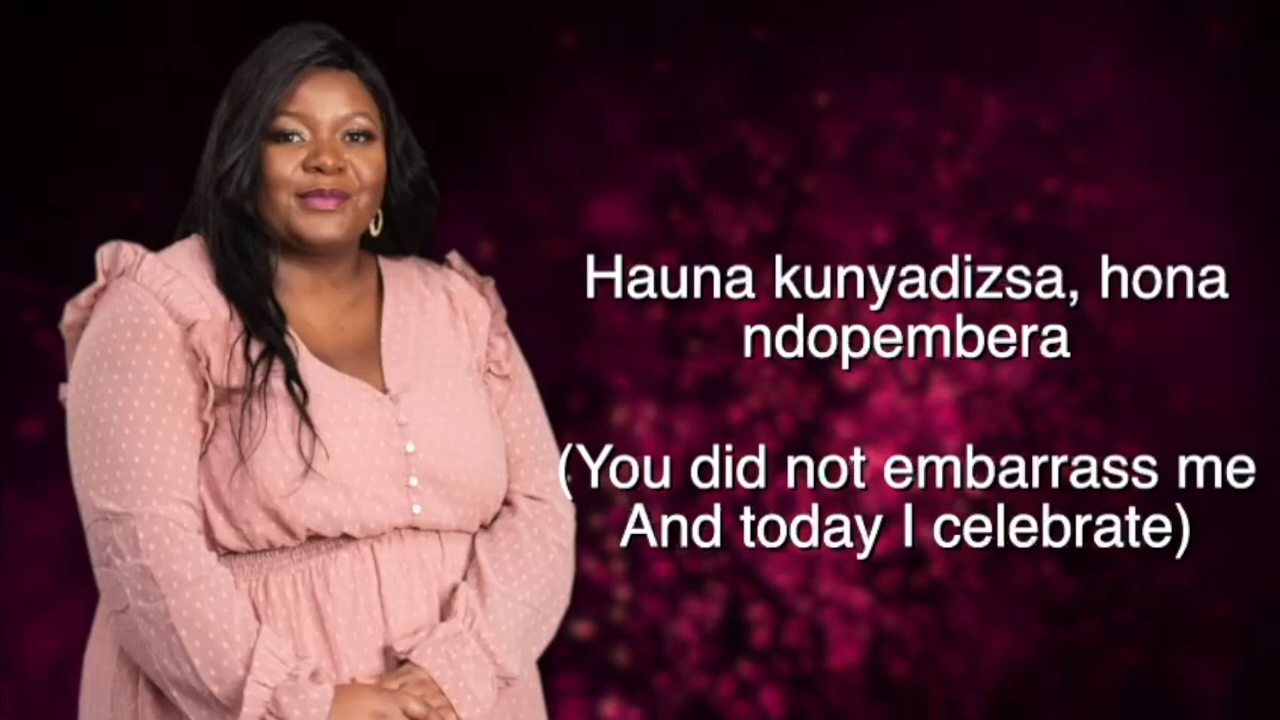 Hauna kunyadizsa, hona
ndopembera
(You did not embarrass me
And today I celebrate)